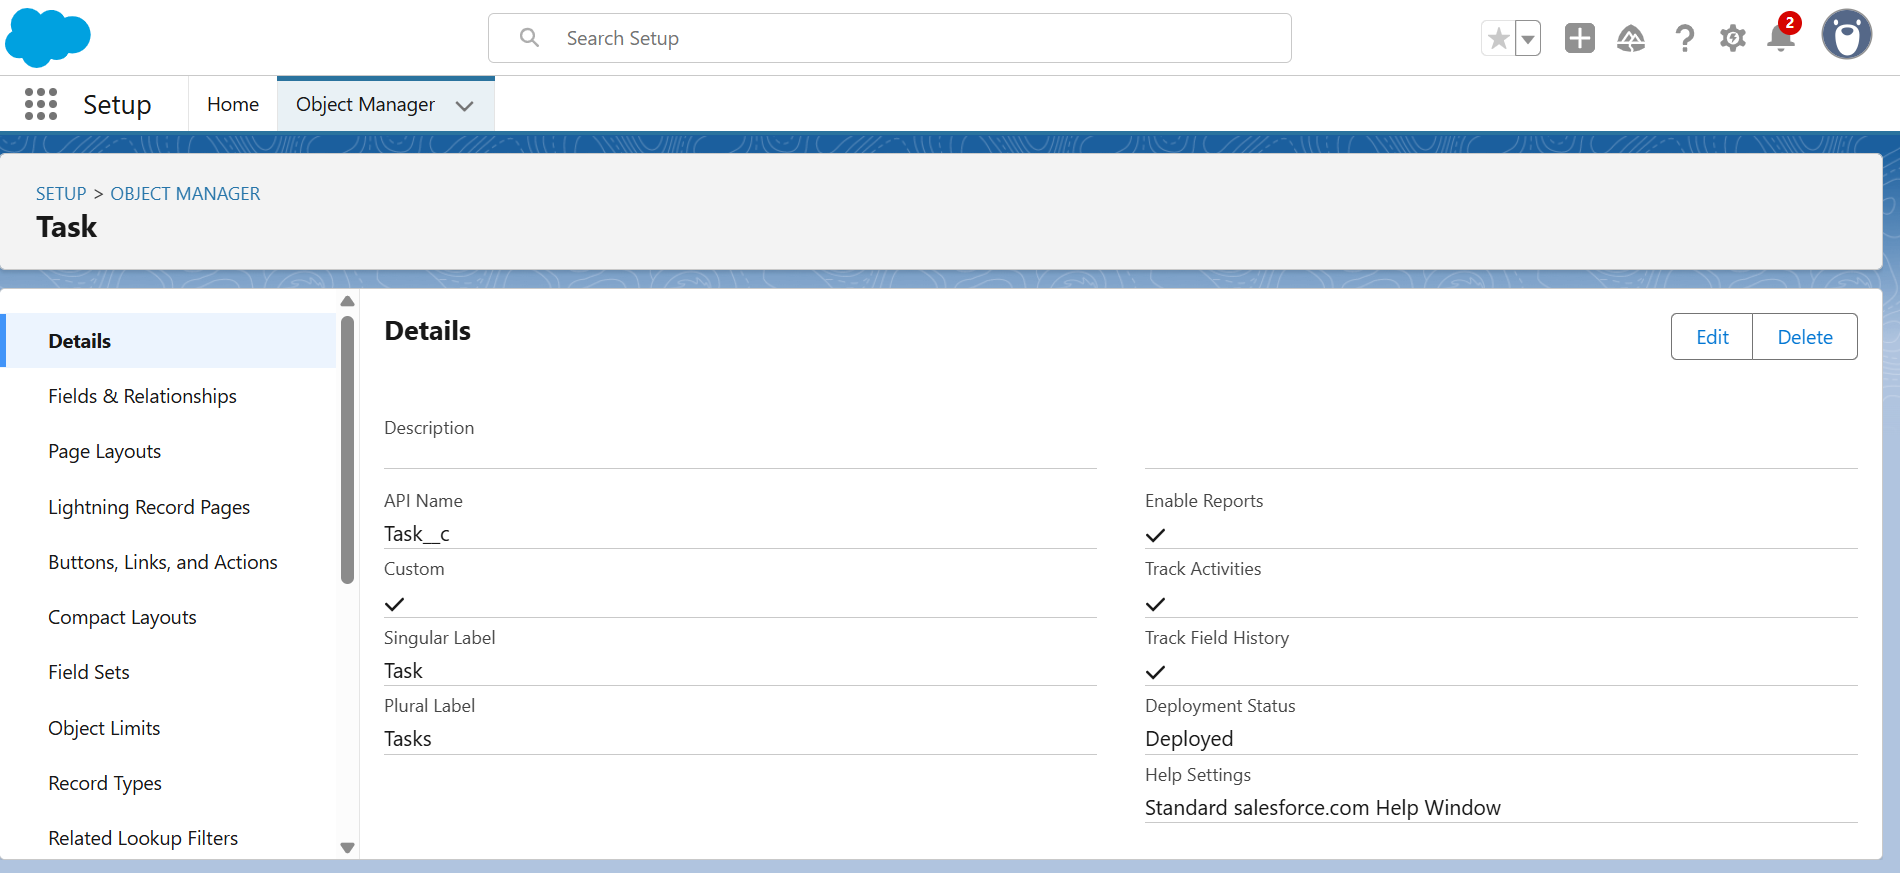 Search Setup
2
Setup
Home
Object Manager
SETUP > OBJECT MANAGER
Task
Details
Fields & Relationships
Page Layouts
Lightning Record Pages
Buttons, Links, and Actions
Compact Layouts
Field Sets
Object Limits
Record Types
Related Lookup Filters
Details
Edit
Delete
Description
API Name
Task__c
Custom
Singular Label
Task
Plural Label
Tasks
Enable Reports
Track Activities
Track Field History
Deployment Status
Deployed
Help Settings
Standard salesforce.com Help Window